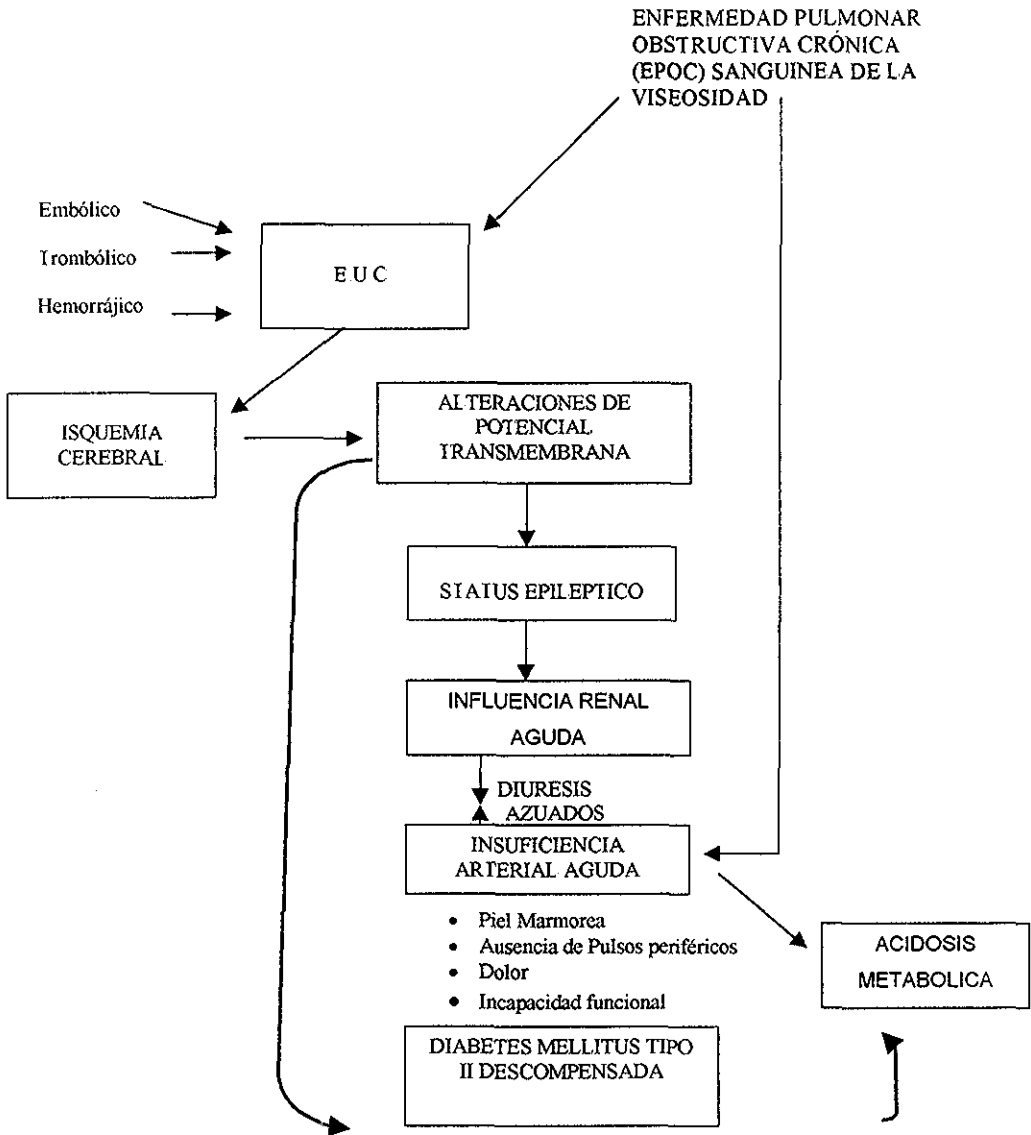 ENFERMEDAD PULMONAR
OBSTRUCTIVA CRÓNICA
(EPOC) SANGUINEA DE LA
VISEOSIDAD
Embólico
Trombólico
Hemorrájico
E U C
ISQUEMIA
CEREBRAL
ALTERACIONES DE
POTENCIAL
TRANSMEMBRANA
STATUS EPILEPTICO
INFLUENCIA RENAL
AGUDA
DIURESIS
AZUADOS
INSUFICIENCIA
ARTERIAL AGUDA
• Piel Marmorea
• Ausencia de Pulsos periféricos
• Dolor
• Incapacidad funcional
ACIDOSIS
METABOLICA
DIABETES MELLITUS TIPO
II DESCOMPENSADA